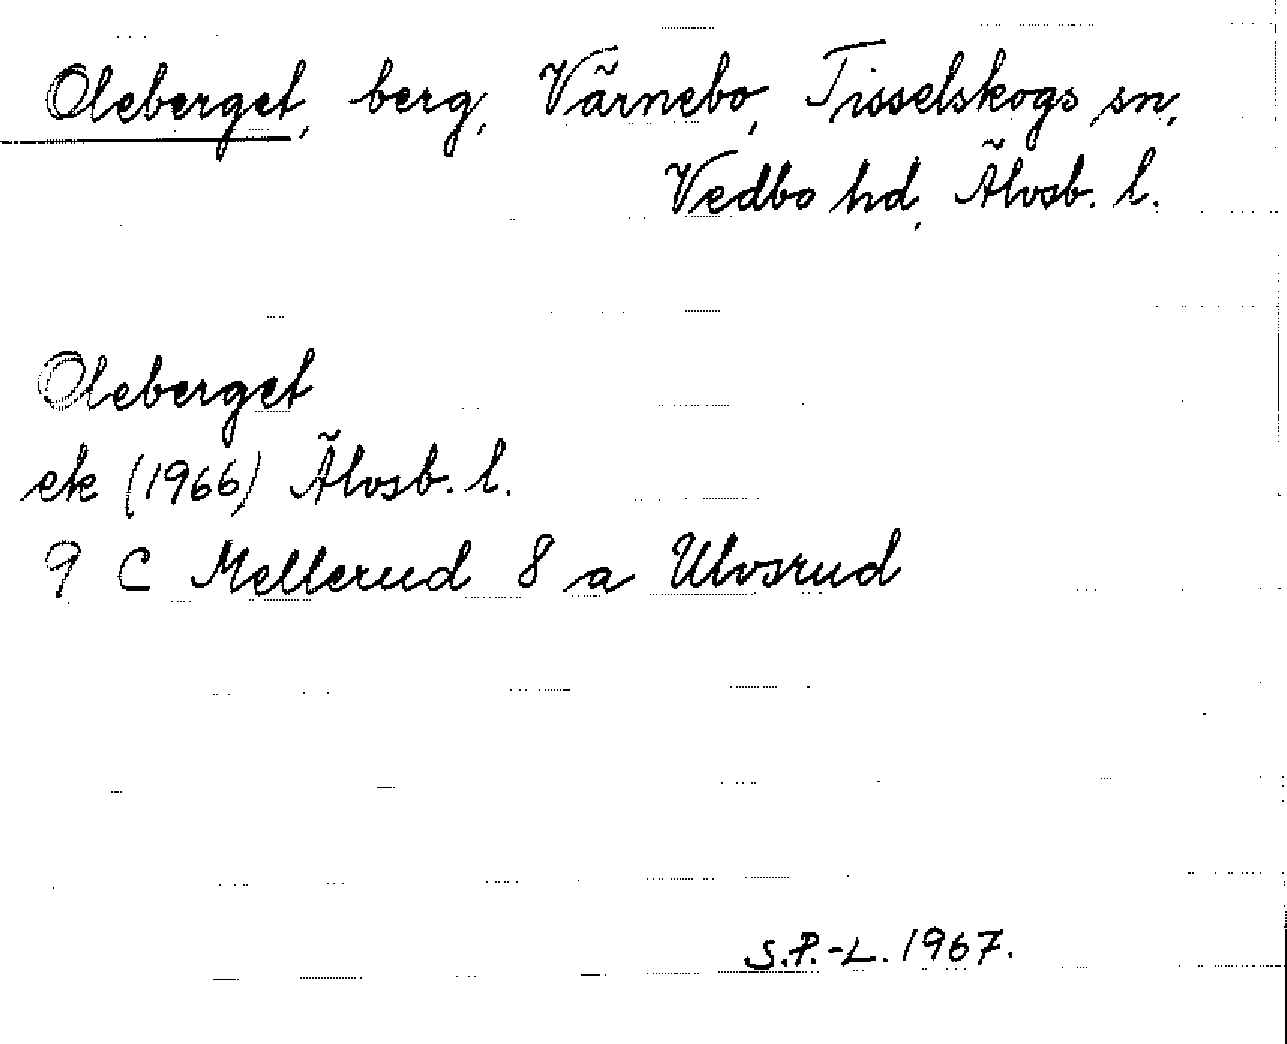 Oleberget, berg, Värnebo, Tisselskogs sn,
Vedbo hd, Älvsb. l.
Oleberget
ek (1966) Älvsb. l.
9 C Mellerud 8 a Ulvsrud
S.P.-L. 1967.